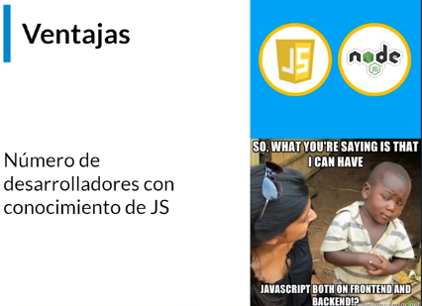 Ventajas
JS
node
JS
Número de
desarrolladores con
conocimiento de JS
SO, WHAT YOU'RE SAYING IS THAT
I CAN HAVE
JAVASCRIPT BOTH ON FRONTEND AND
BACKEND!?